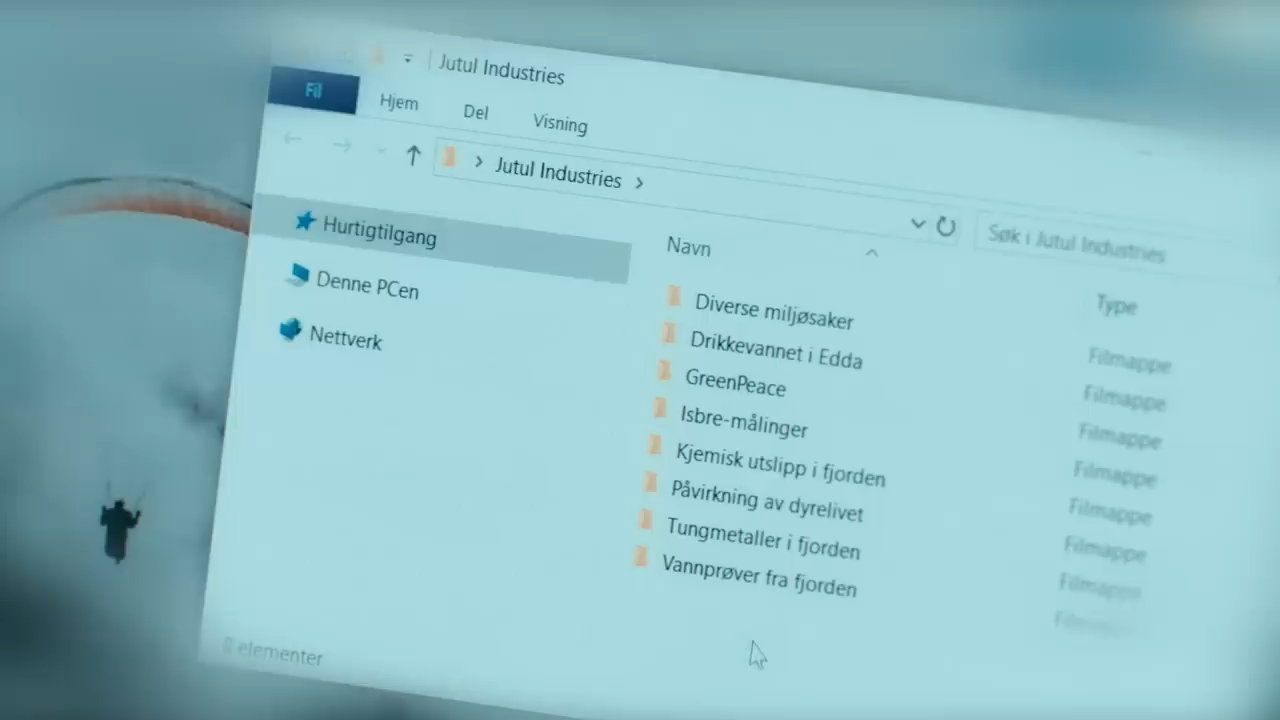 Jutul Industries
Fil Hjem Del Visning
Jutul Industries
Søk i Jutul Industries
Hurtigtilgang
Denne PCen
Nettverk
Navn Type
Diverse miljøsaker Filmappe
Drikkevannet i Edda Filmappe
GreenPeace Filmappe
Isbre-målinger Filmappe
Kjemisk utslipp i fjorden Filmappe
Påvirkning av dyrelivet Filmappe
Tungmetaller i fjorden Filmappe
Vannprøver fra fjorden
8 elementer